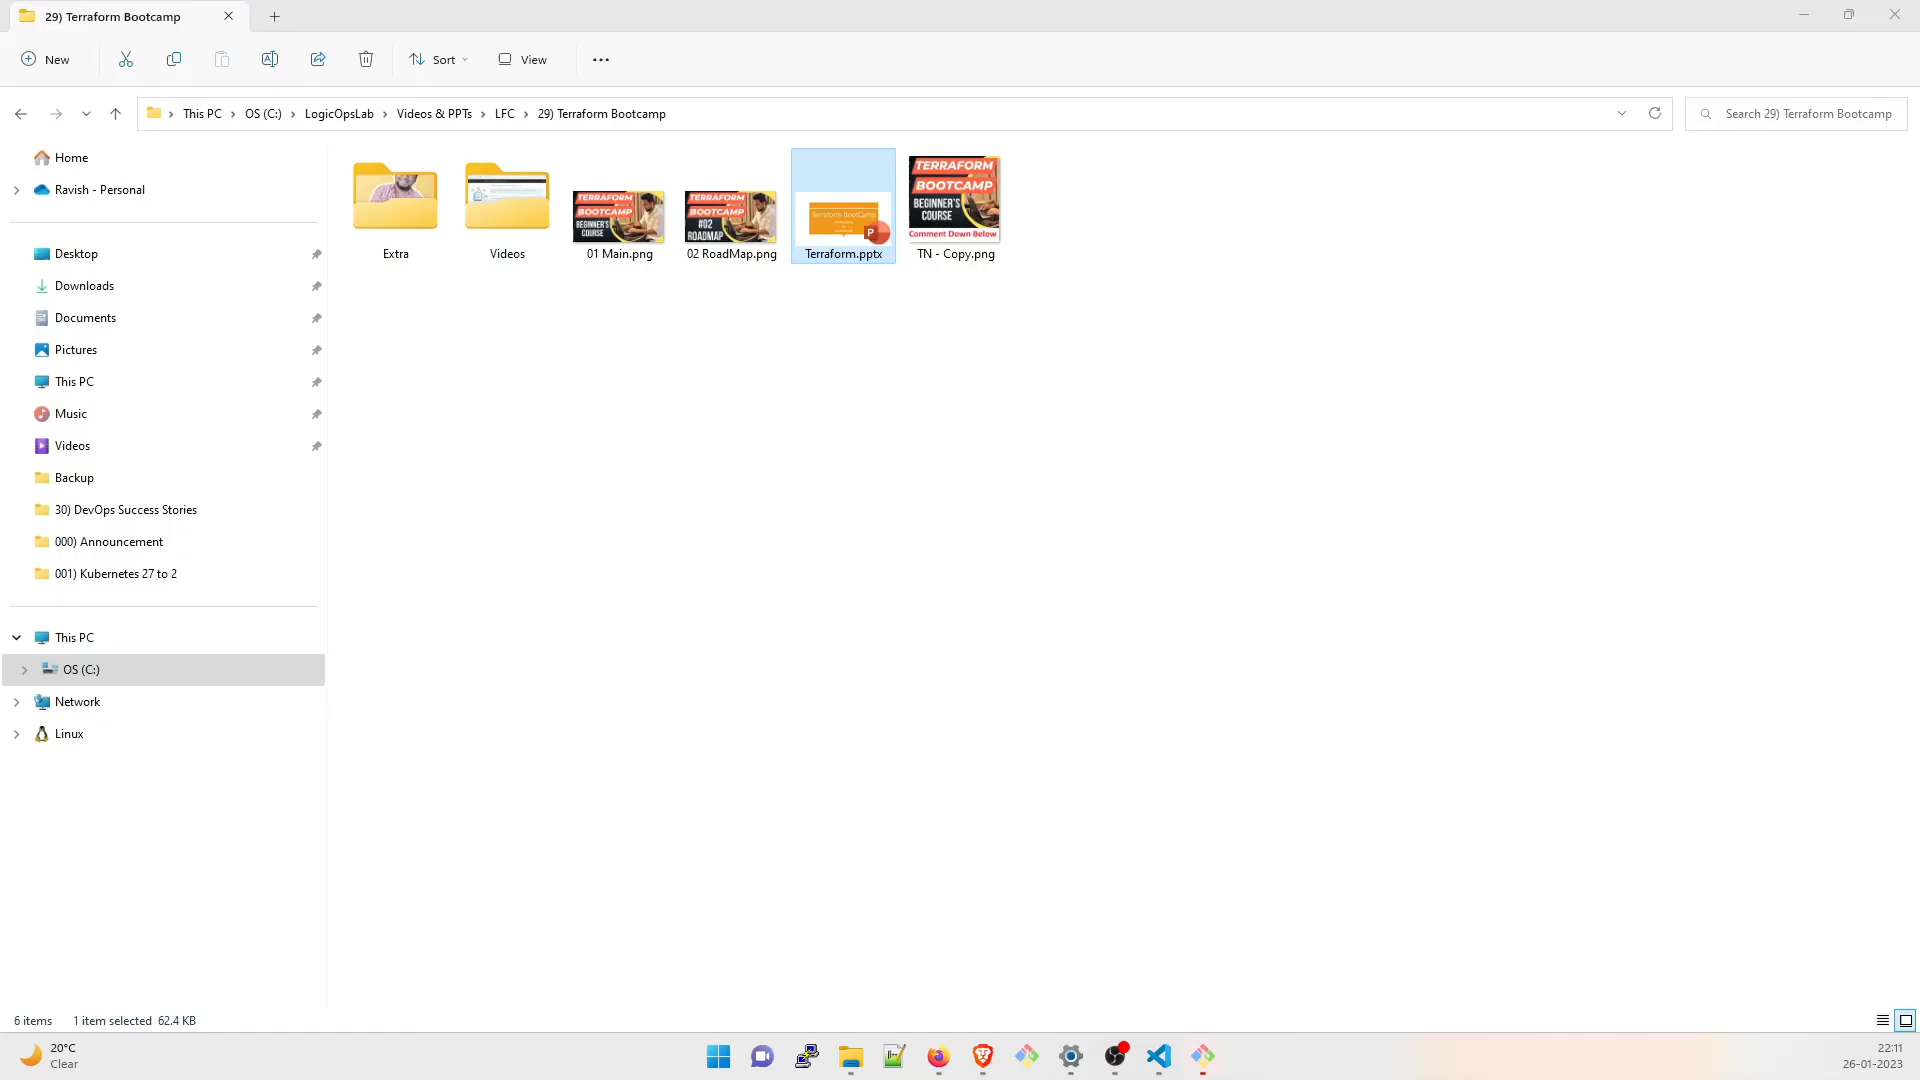 29) Terraform Bootcamp
New
Sort
View
This PC
OS (C:)
LogicOpsLab
Videos & PPTs
LFC
29) Terraform Bootcamp
Search 29) Terraform Bootcamp
Home
Ravish - Personal
Desktop
Downloads
Documents
Pictures
This PC
Music
Videos
Backup
30) DevOps Success Stories
000) Announcement
001) Kubernetes 27 to 2
This PC
OS (C:)
Network
Linux
Extra
Videos
TERRAFORM
BOOTCAMP
BEGINNER'S
COURSE
01 Main.png
TERRAFORM
BOOTCAMP
#02
ROADMAP
02 RoadMap.png
Terraform BootCamp
P
Terraform.pptx
TERRAFORM
BOOTCAMP
BEGINNER'S
COURSE
Comment Down Below
TN - Copy.png
6 items
1 item selected 62.4 KB
20°C
Clear
22:11
26-01-2023